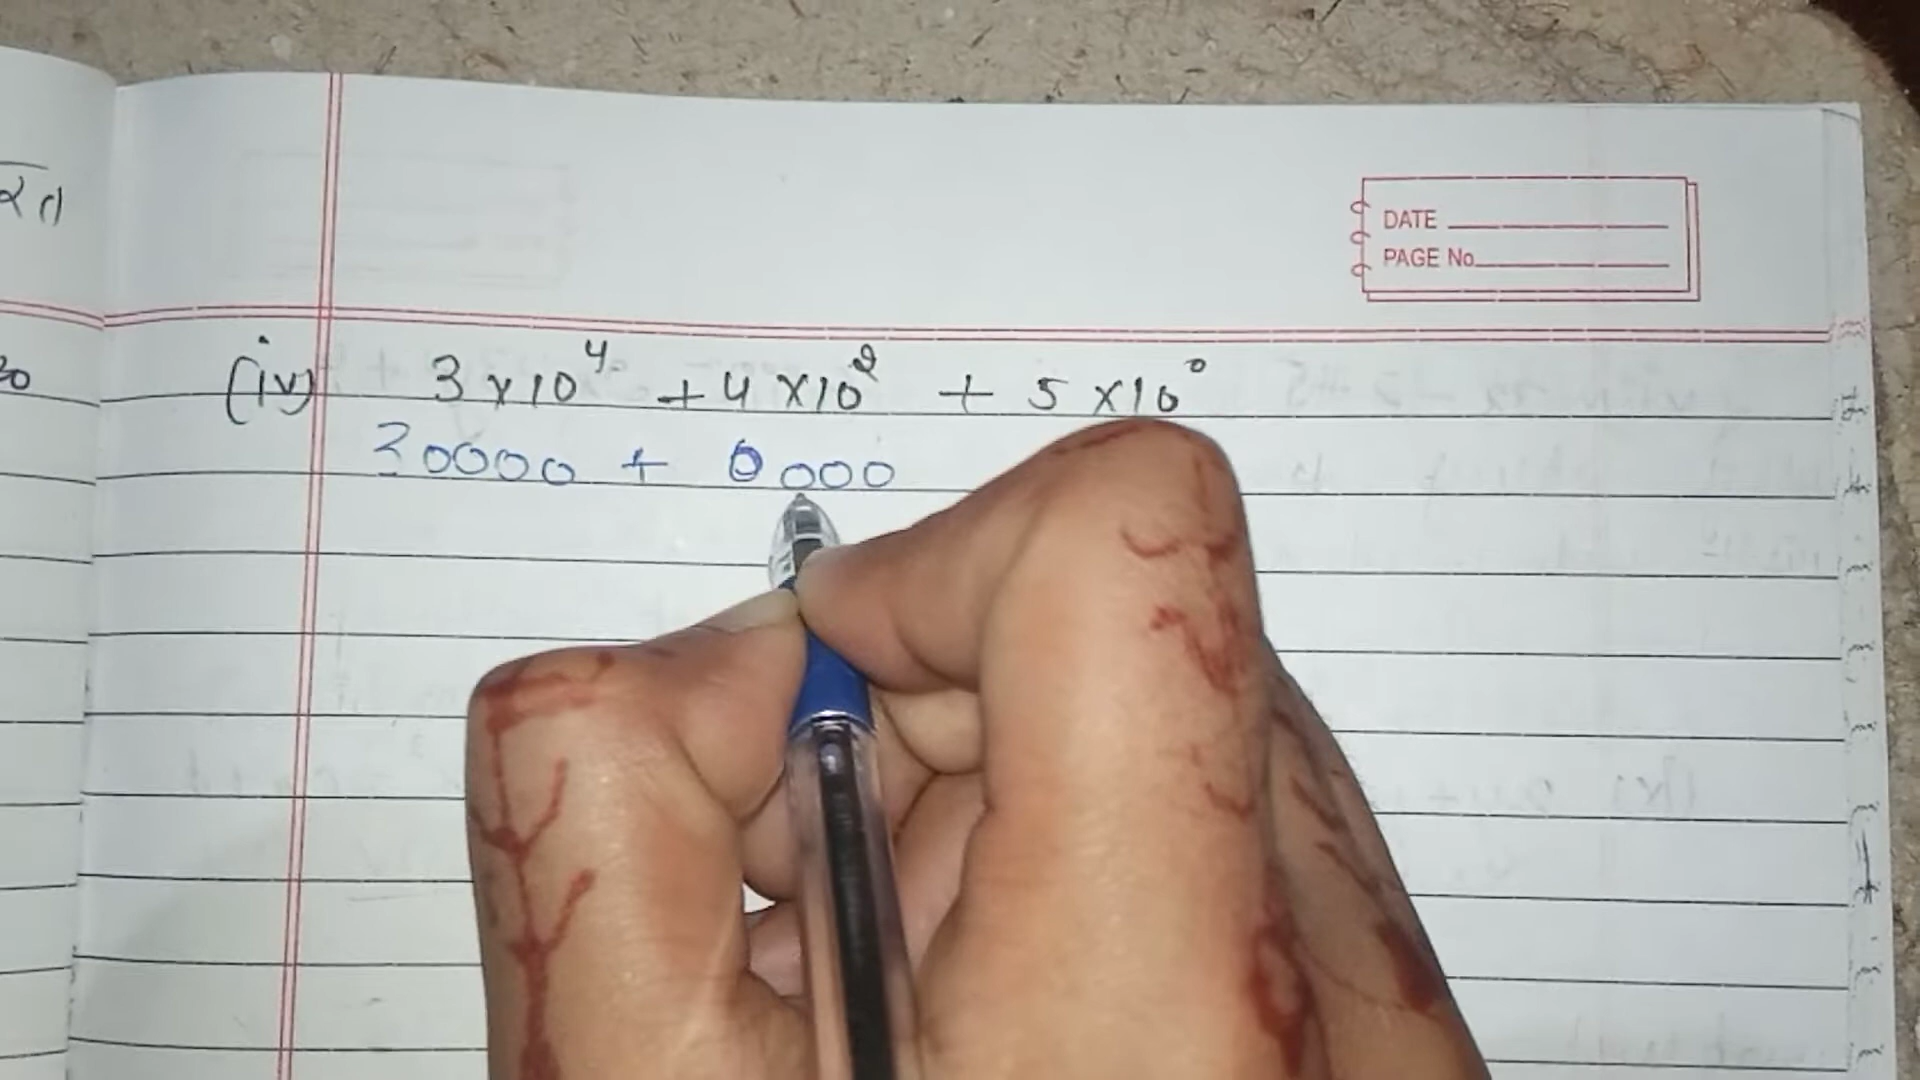 DATE
PAGE No.
(iv) 3 × 10⁴ + 4 × 10² + 5 × 10⁰
30000 + 0000